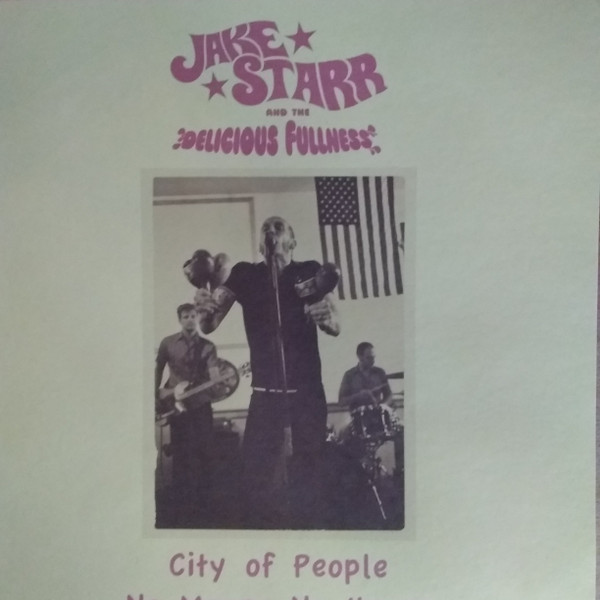 JAKE
STARR
AND THE
DELICIOUS FULLNESS
City of People